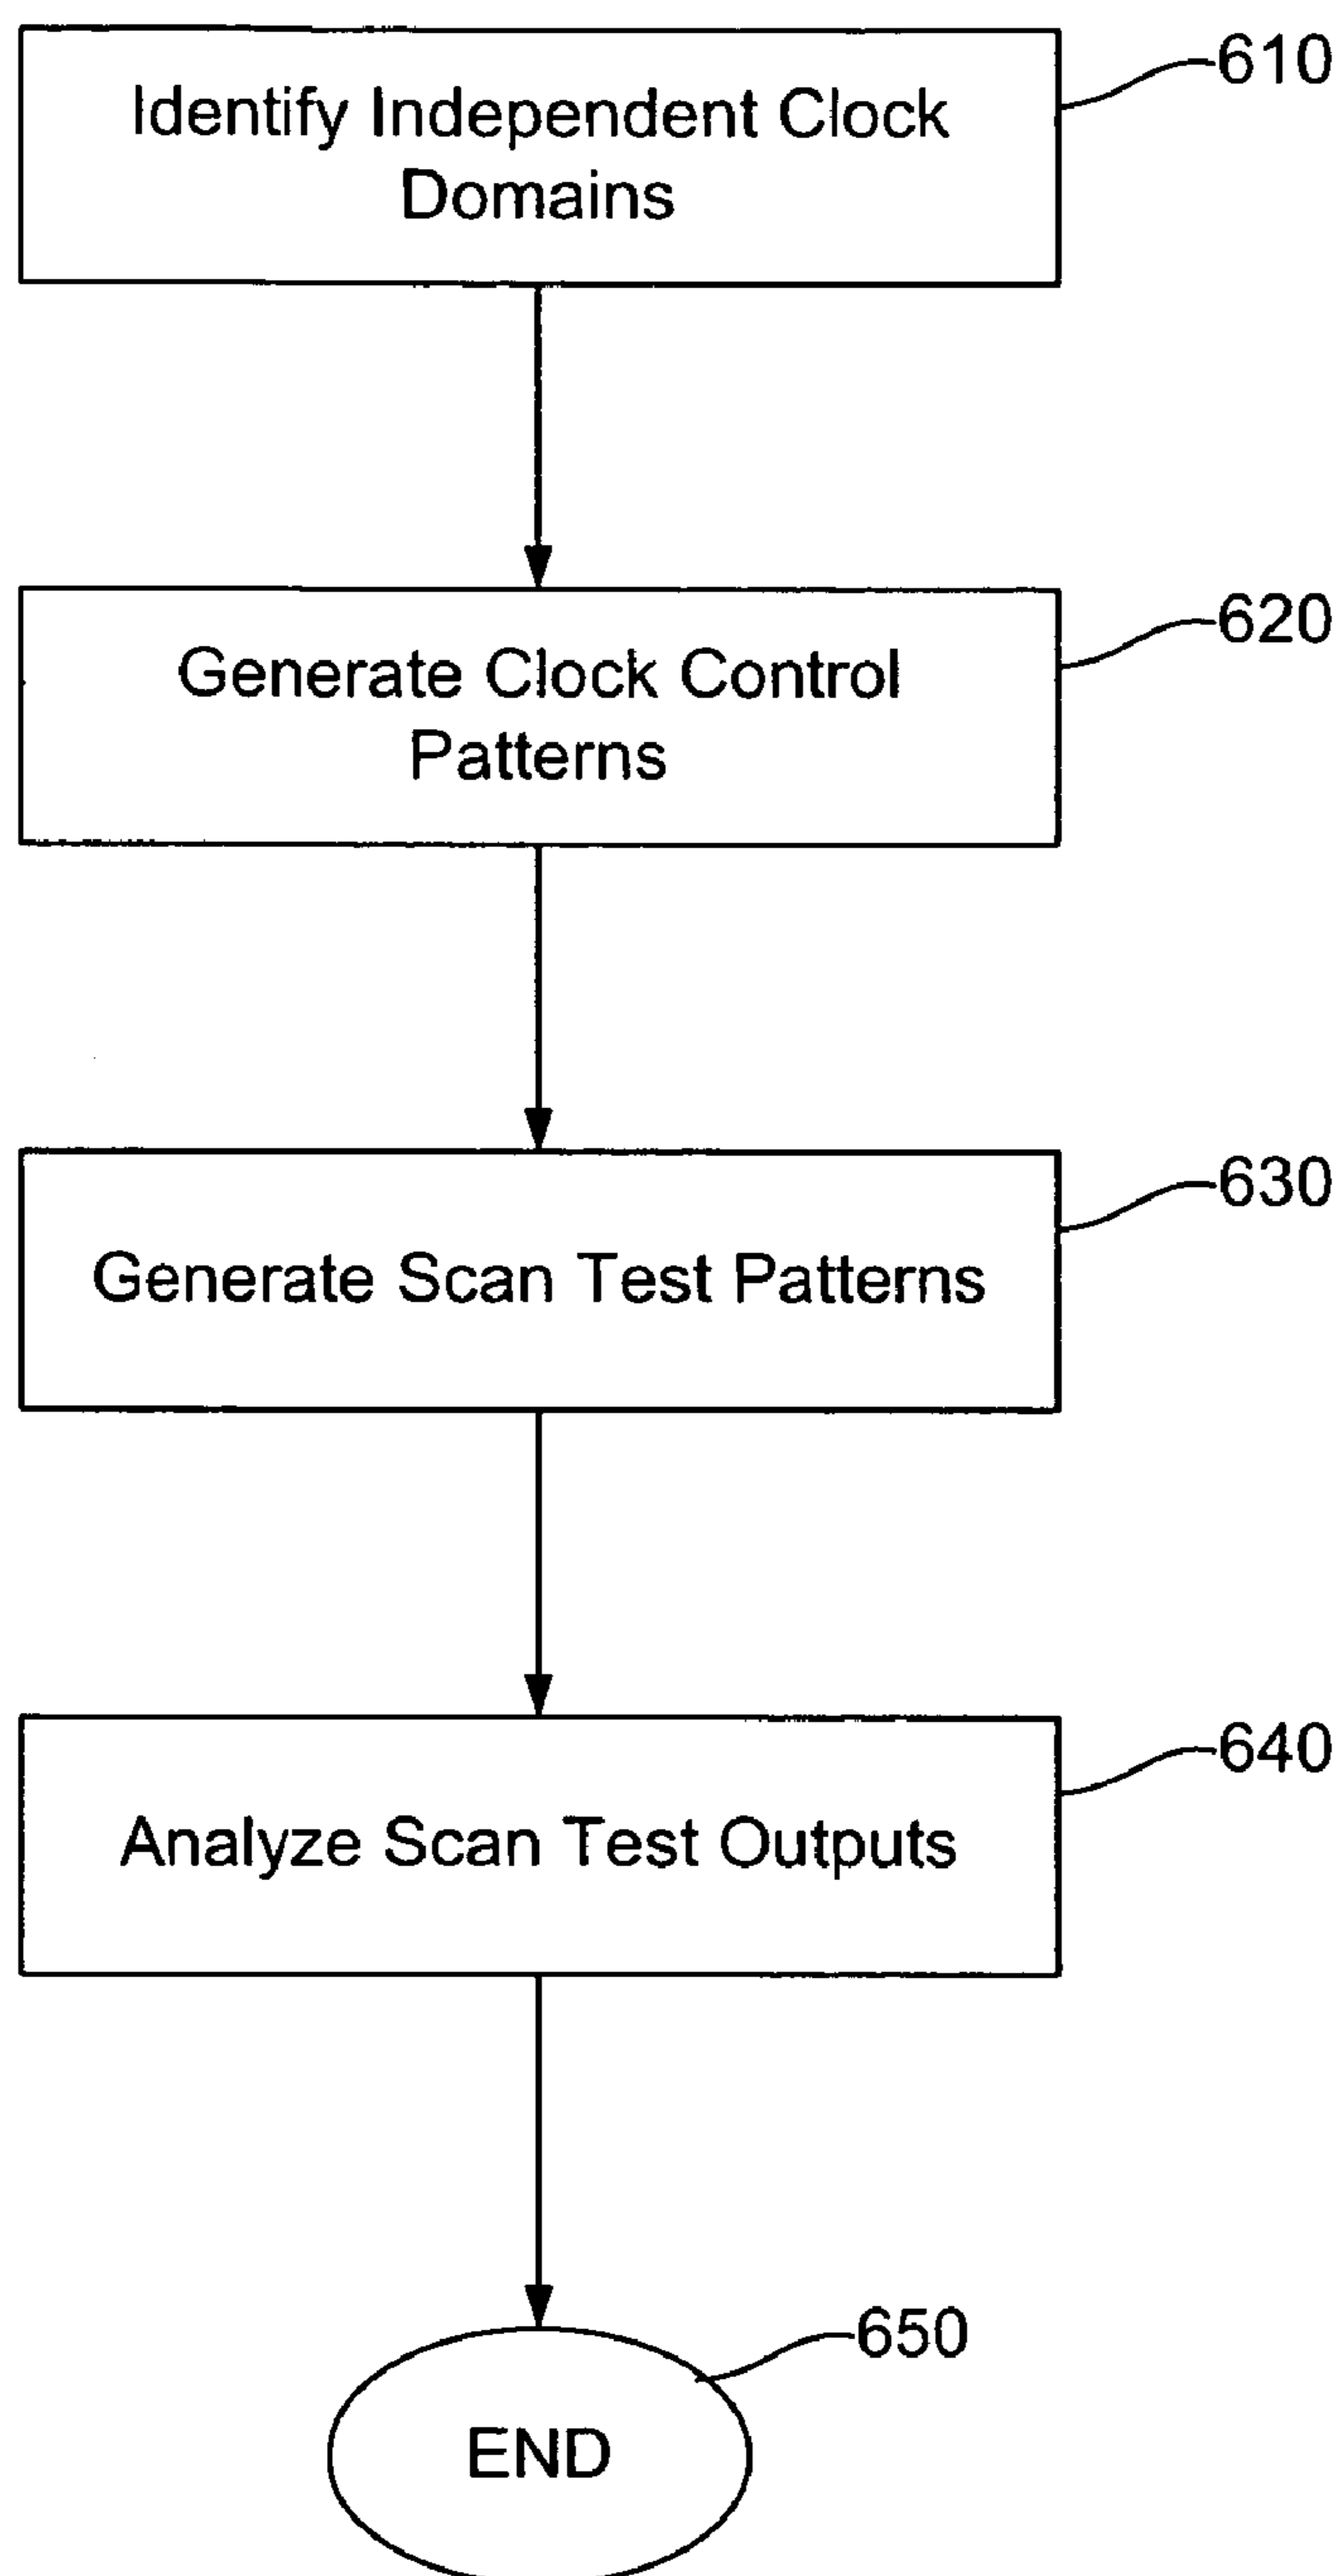 610
Identify Independent Clock
Domains
620
Generate Clock Control
Patterns
630
Generate Scan Test Patterns
640
Analyze Scan Test Outputs
650
END